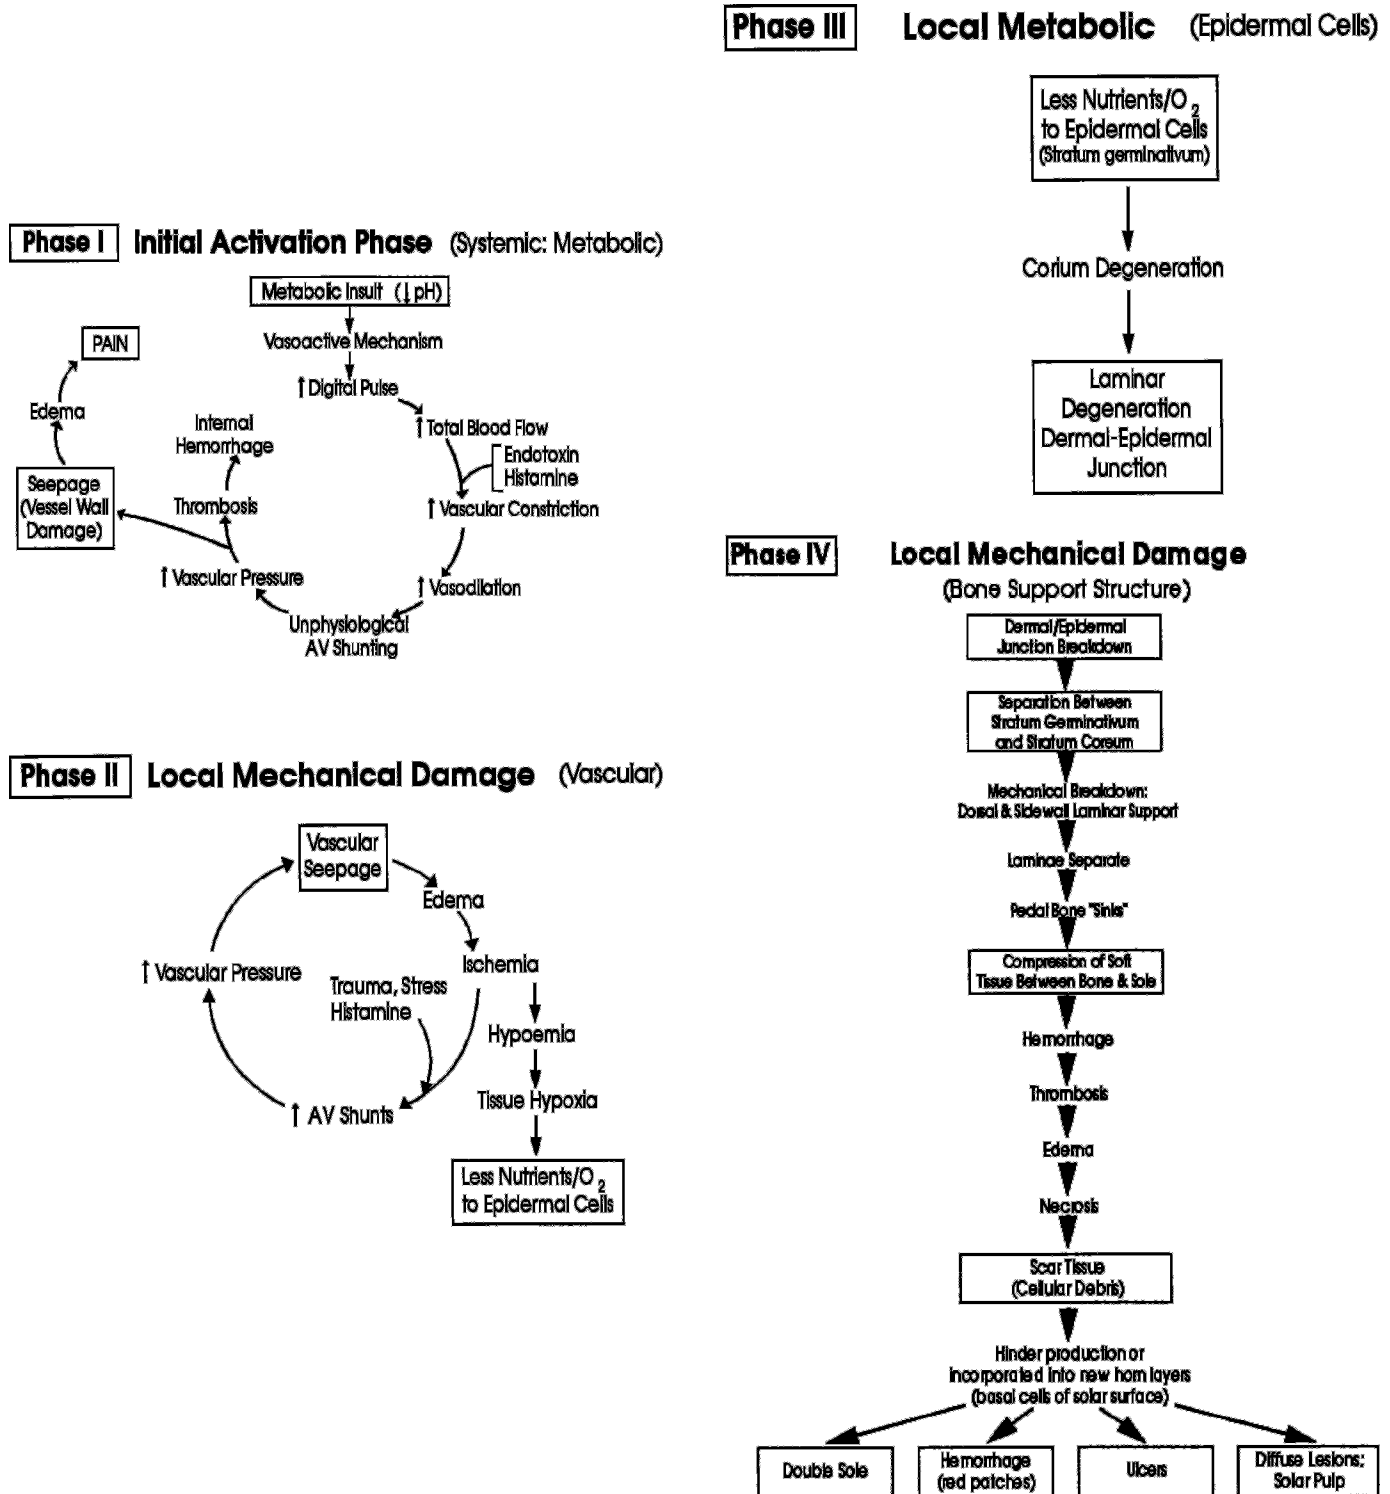 Phase I Initial Activation Phase (Systemic: Metabolic)
Metabolic Insult (↓ pH)
Vasoactive Mechanism
↑ Digital Pulse
↑ Total Blood Flow
Endotoxin
Histamine
↑ Vascular Constriction
↑ Vasodilation
Unphysiological
AV Shunting
↑ Vascular Pressure
Thrombosis
Internal
Hemorrhage
Seepage
(Vessel Wall
Damage)
Edema
PAIN
Phase II Local Mechanical Damage (Vascular)
Vascular
Seepage
Edema
Ischemia
Trauma, Stress
Histamine
↑ AV Shunts
↑ Vascular Pressure
Hypoemia
Tissue Hypoxia
Less Nutrients/O2
to Epidermal Cells
Phase III Local Metabolic (Epidermal Cells)
Less Nutrients/O2
to Epidermal Cells
(Stratum germinativum)
Corium Degeneration
Laminar
Degeneration
Dermal-Epidermal
Junction
Phase IV Local Mechanical Damage
(Bone Support Structure)
Dermal/Epidermal
Junction Breakdown
Separation Between
Stratum Germinativum
and Stratum Coreum
Mechanical Breakdown:
Dorsal & Sidewall Laminar Support
Laminae Separate
Pedal Bone "Sinks"
Compression of Soft
Tissue Between Bone & Sole
Hemorrhage
Thrombosis
Edema
Necrosis
Scar Tissue
(Cellular Debris)
Hinder production or
incorporated into new horn layers
(basal cells of solar surface)
Double Sole
Hemorrhage
(red patches)
Ulcers
Diffuse Lesions:
Solar Pulp